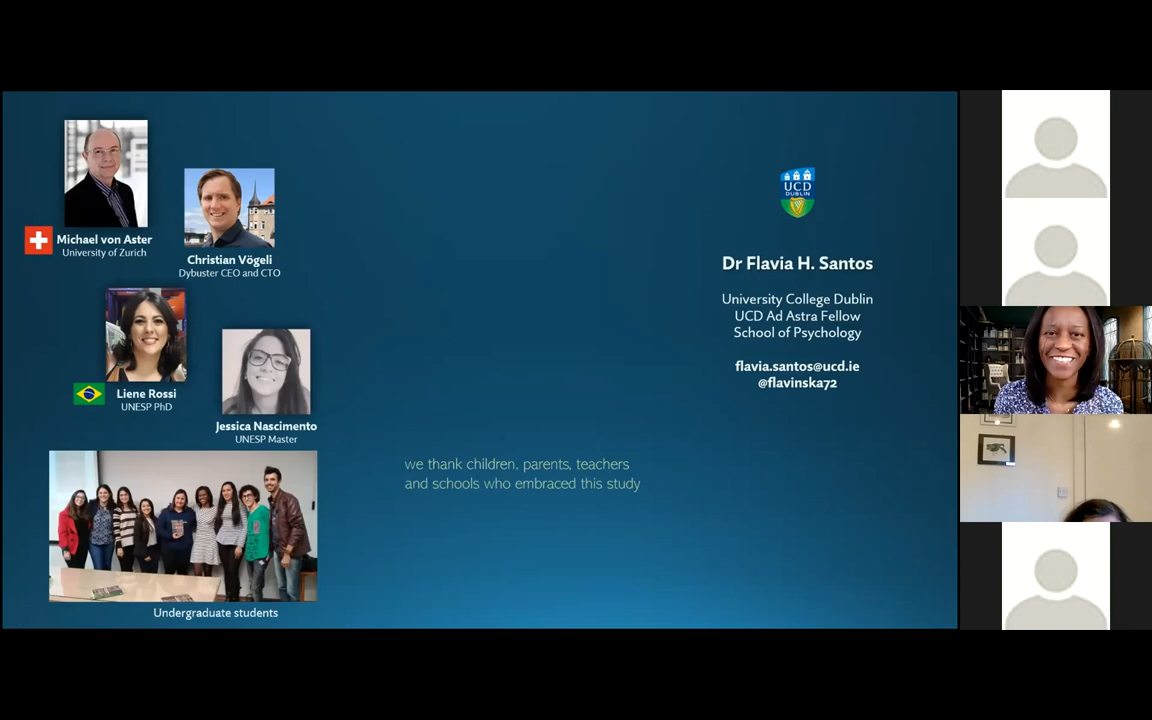 Michael von Aster
University of Zurich
Christian Vögeli
Dybuster CEO and CTO
Liene Rossi
UNESP PhD
Jessica Nascimento
UNESP Master
Undergraduate students
we thank children, parents, teachers
and schools who embraced this study
UCD
DUBLIN
Dr Flavia H. Santos
University College Dublin
UCD Ad Astra Fellow
School of Psychology
flavia.santos@ucd.ie
@flavinska72